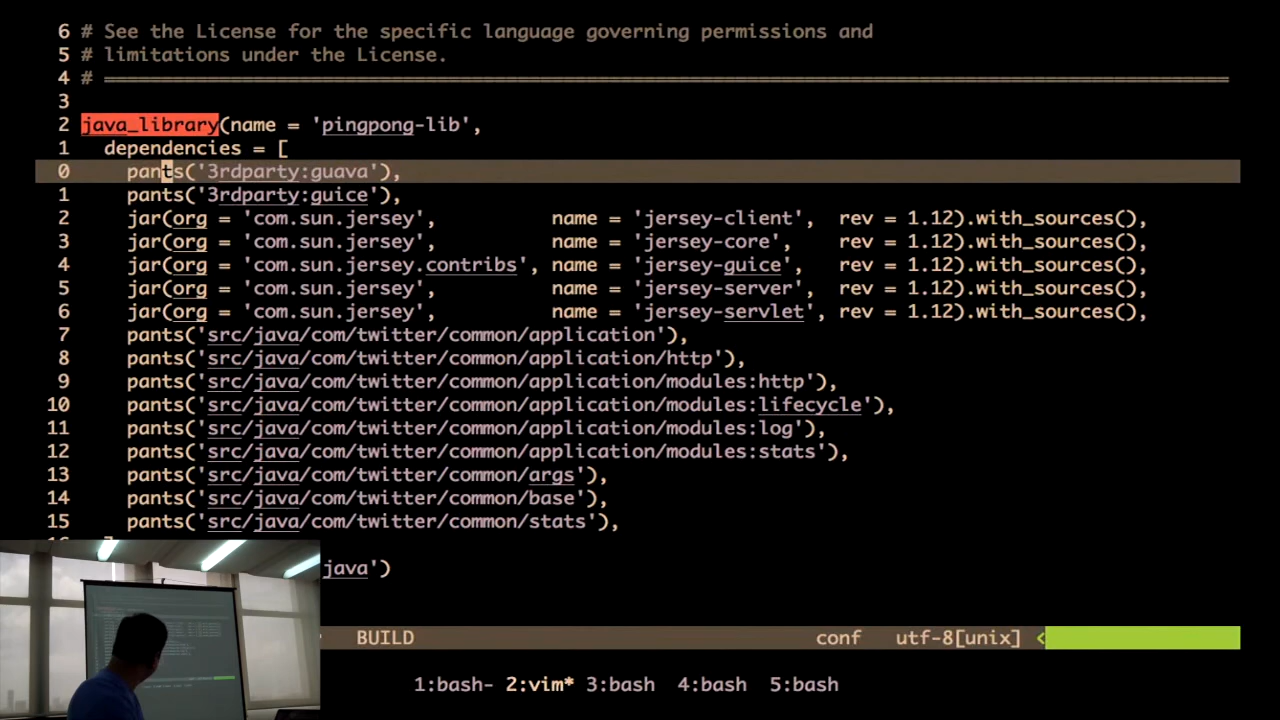 6 # See the License for the specific language governing permissions and
5 # limitations under the License.
4 # ==================================================================================================
3
2 java_library(name = 'pingpong-lib',
1   dependencies = [
0     pants('3rdparty:guava'),
1     pants('3rdparty:guice'),
2     jar(org = 'com.sun.jersey',          name = 'jersey-client',  rev = 1.12).with_sources(),
3     jar(org = 'com.sun.jersey',          name = 'jersey-core',    rev = 1.12).with_sources(),
4     jar(org = 'com.sun.jersey.contribs', name = 'jersey-guice',   rev = 1.12).with_sources(),
5     jar(org = 'com.sun.jersey',          name = 'jersey-server',  rev = 1.12).with_sources(),
6     jar(org = 'com.sun.jersey',          name = 'jersey-servlet', rev = 1.12).with_sources(),
7     pants('src/java/com/twitter/common/application'),
8     pants('src/java/com/twitter/common/application/http'),
9     pants('src/java/com/twitter/common/application/modules:http'),
10     pants('src/java/com/twitter/common/application/modules:lifecycle'),
11     pants('src/java/com/twitter/common/application/modules:log'),
12     pants('src/java/com/twitter/common/application/modules:stats'),
13     pants('src/java/com/twitter/common/args'),
14     pants('src/java/com/twitter/common/base'),
15     pants('src/java/com/twitter/common/stats'),
java')
BUILD conf utf-8[unix] <
1:bash- 2:vim* 3:bash 4:bash 5:bash